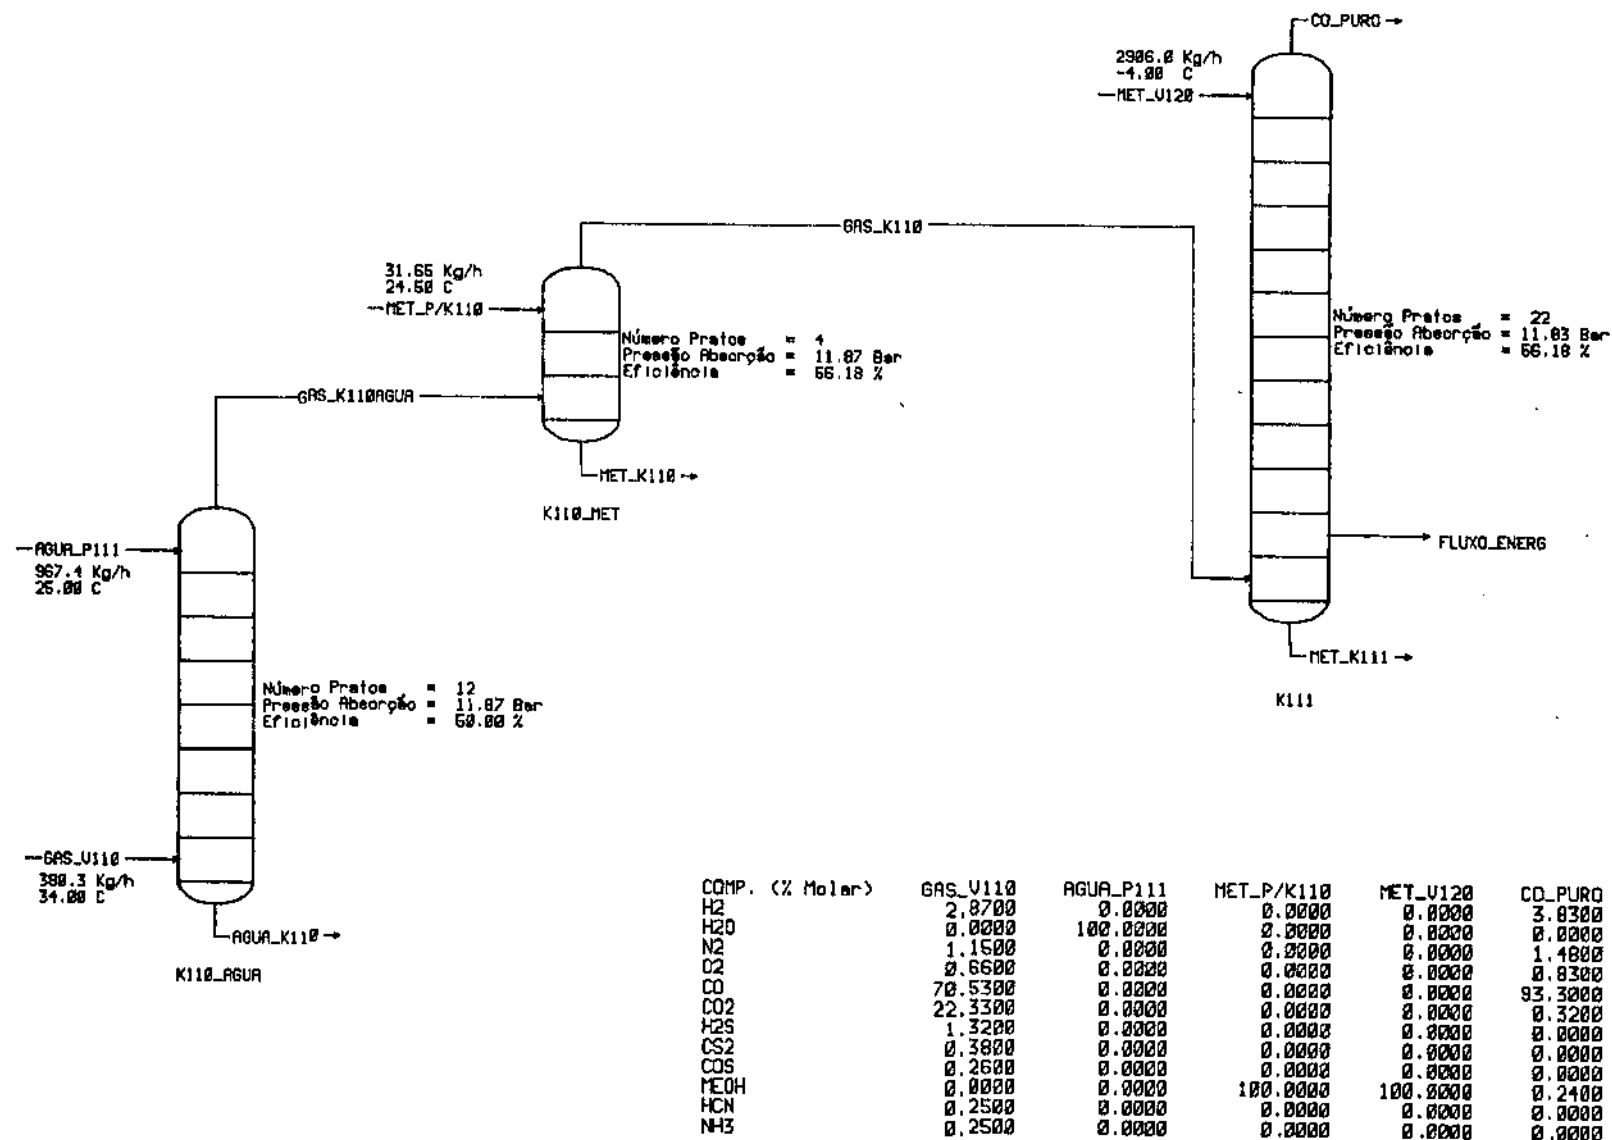 CO_PURO
2906.0 Kg/h
-4.00 C
MET_V120
GAS_K110
31.65 Kg/h
24.50 C
MET_P/K110
Número Pratos = 4
Pressão Absorção = 11.87 Bar
Eficiência = 66.18 %
Número Pratos = 22
Pressão Absorção = 11.03 Bar
Eficiência = 66.18 %
GAS_K110AGUA
MET_K110
K110_MET
AGUA_P111
967.4 Kg/h
25.00 C
FLUXO_ENERG
MET_K111
K111
Número Pratos = 12
Pressão Absorção = 11.87 Bar
Eficiência = 60.00 %
GAS_V110
380.3 Kg/h
34.00 C
AGUA_K110
K110_AGUA
COMP. (% Molar) GAS_V110 AGUA_P111 MET_P/K110 MET_V120 CO_PURO
H2 2.8700 0.0000 0.0000 0.0000 3.8300
H2O 0.0000 100.0000 0.0000 0.0000 0.0000
N2 1.1500 0.0000 0.0000 0.0000 1.4800
O2 0.6600 0.0000 0.0000 0.0000 0.8300
CO 70.5300 0.0000 0.0000 0.0000 93.3000
CO2 22.3300 0.0000 0.0000 0.0000 0.3200
H2S 1.3200 0.0000 0.0000 0.0000 0.0000
CS2 0.3800 0.0000 0.0000 0.0000 0.0000
COS 0.2600 0.0000 0.0000 0.0000 0.0000
MEOH 0.0000 0.0000 100.0000 100.0000 0.2400
HCN 0.2500 0.0000 0.0000 0.0000 0.0000
NH3 0.2500 0.0000 0.0000 0.0000 0.0000